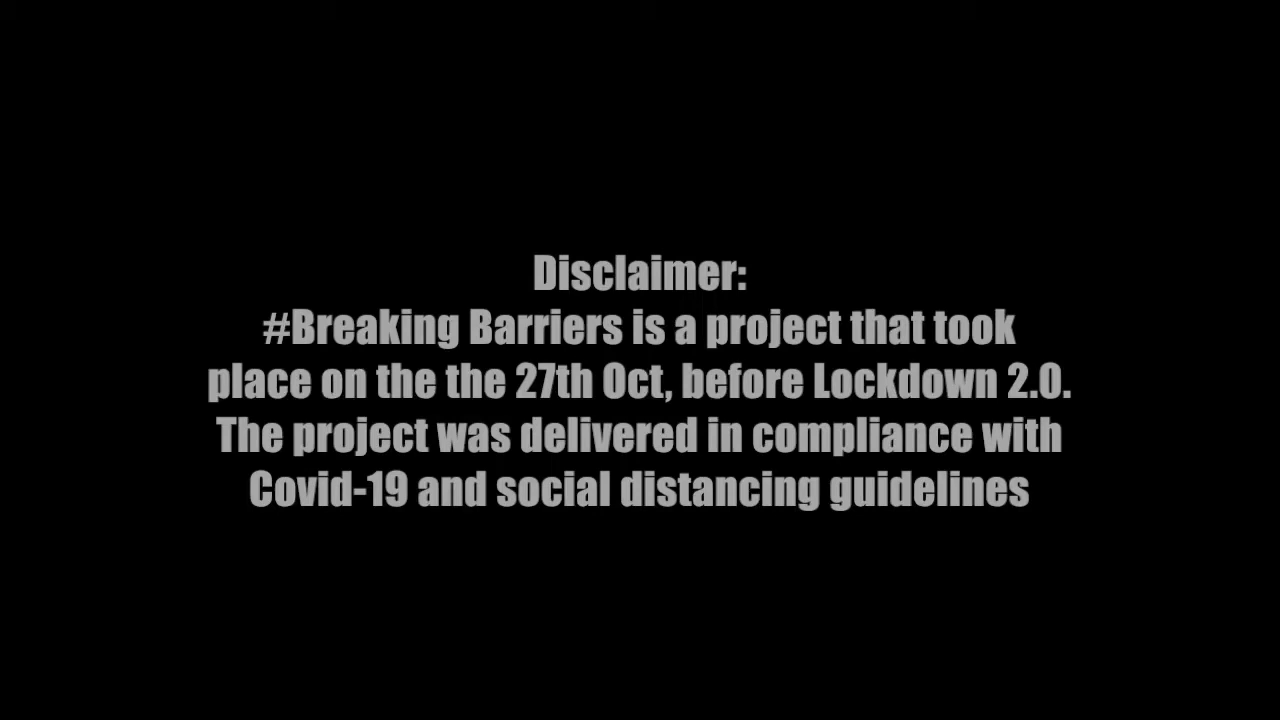 Disclaimer:
#Breaking Barriers is a project that took
place on the the 27th Oct, before Lockdown 2.0.
The project was delivered in compliance with
Covid-19 and social distancing guidelines